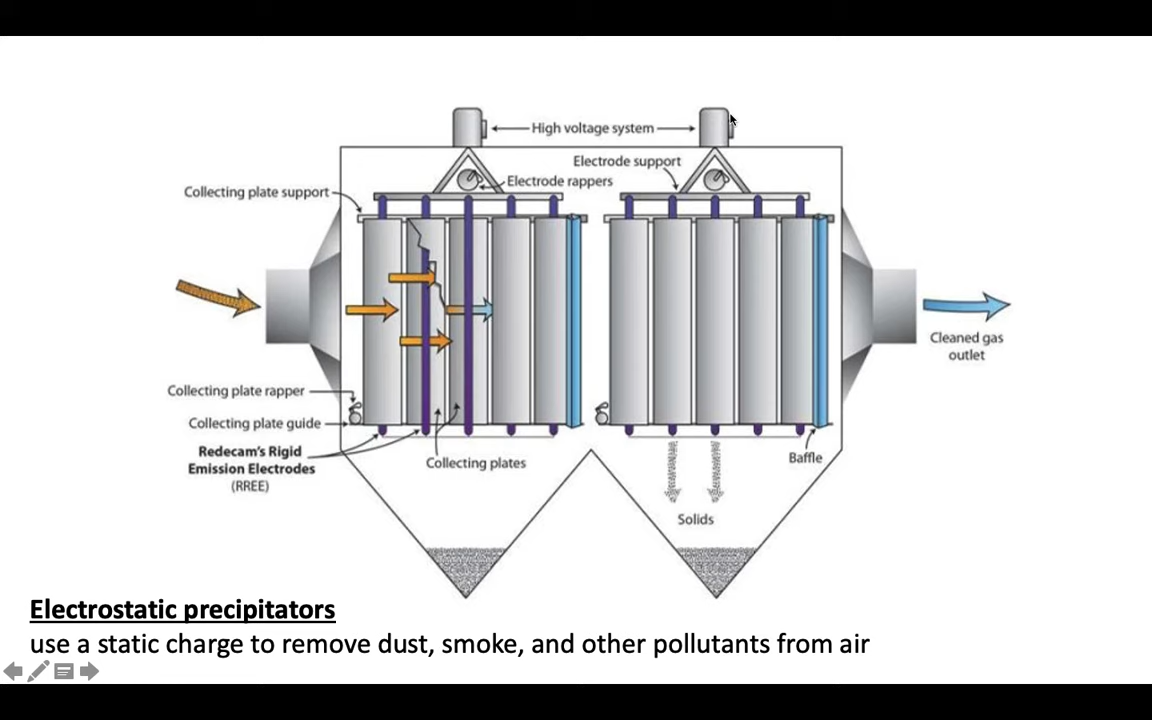 High voltage system
Electrode support
Electrode rappers
Collecting plate support
Cleaned gas
outlet
Collecting plate rapper
Collecting plate guide
Redecam's Rigid
Emission Electrodes
(RREE)
Collecting plates
Baffle
Solids
Electrostatic precipitators
use a static charge to remove dust, smoke, and other pollutants from air